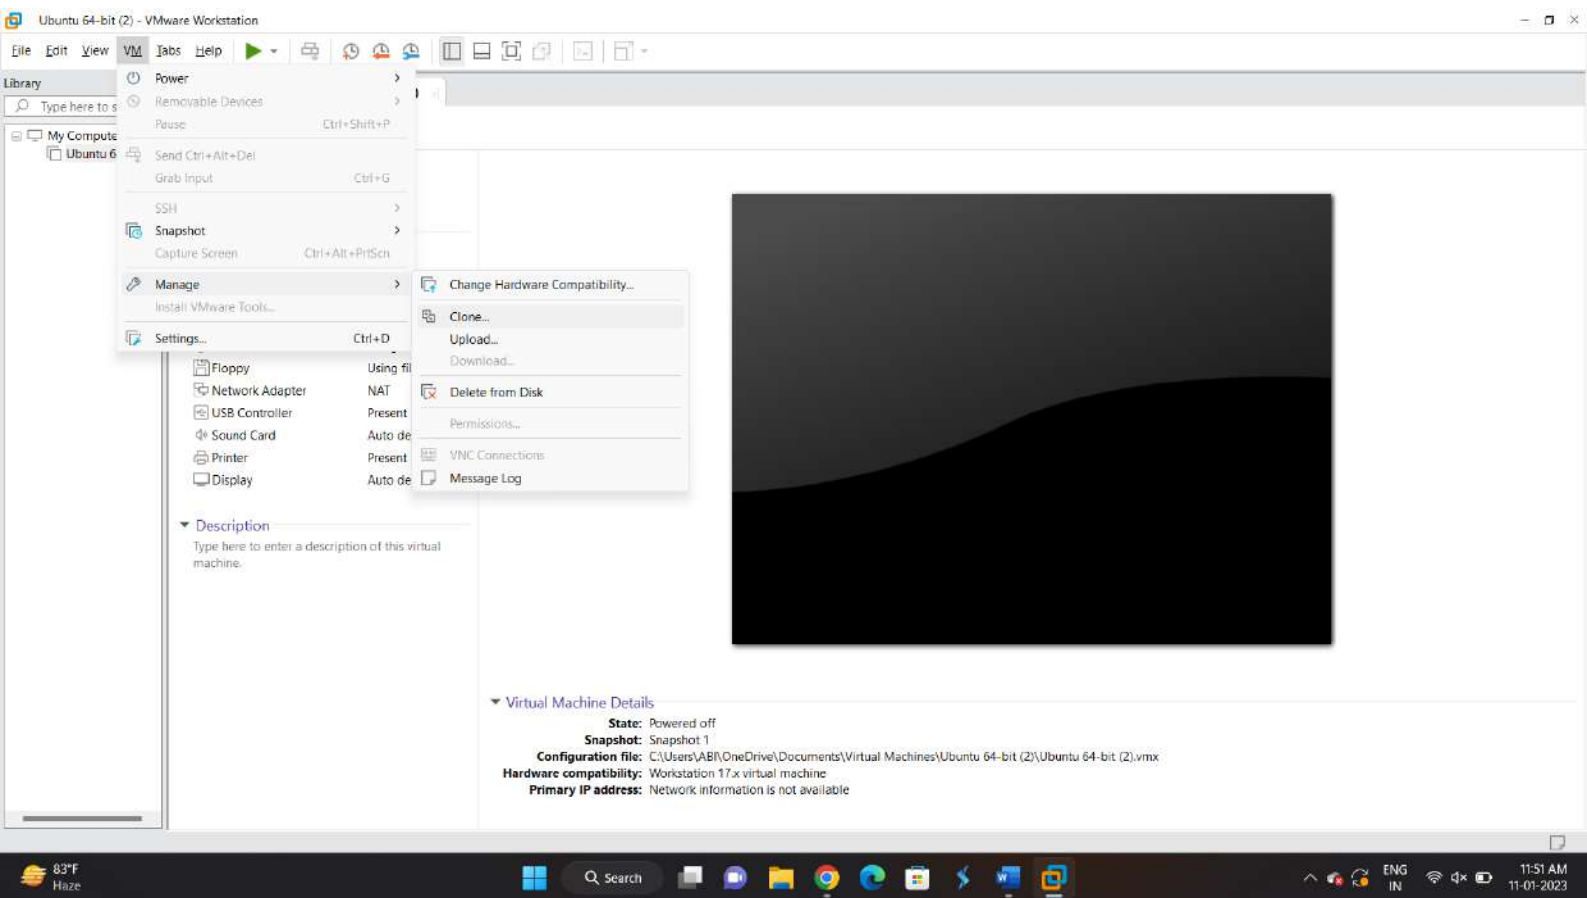 Ubuntu 64-bit (2) - VMware Workstation
File Edit View VM Tabs Help
Library
Type here to s
My Compute
Ubuntu 6
Power
Removable Devices
Pause Ctrl+Shift+P
Send Ctrl+Alt+Del
Grab Input Ctrl+G
SSH
Snapshot
Capture Screen Ctrl+Alt+PrtScn
Manage
Install VMware Tools...
Settings... Ctrl+D
Change Hardware Compatibility...
Clone...
Upload...
Download...
Delete from Disk
Permissions...
VNC Connections
Message Log
Floppy Using fil
Network Adapter NAT
USB Controller Present
Sound Card Auto de
Printer Present
Display Auto de
Description
Type here to enter a description of this virtual
machine.
Virtual Machine Details
State: Powered off
Snapshot: Snapshot 1
Configuration file: C:\Users\ABI\OneDrive\Documents\Virtual Machines\Ubuntu 64-bit (2)\Ubuntu 64-bit (2).vmx
Hardware compatibility: Workstation 17.x virtual machine
Primary IP address: Network information is not available
83°F
Haze
Search
ENG
IN
11:51 AM
11-01-2023